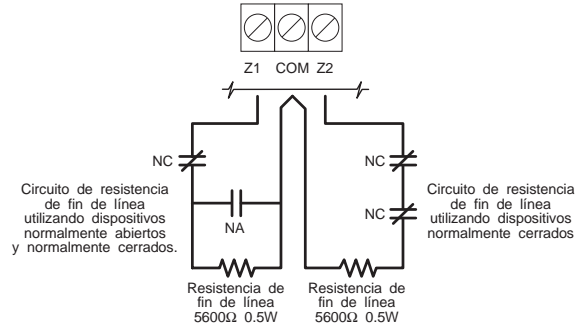 Z1 COM Z2
NC
NC
Circuito de resistencia
de fin de línea
utilizando dispositivos
normalmente abiertos
y normalmente cerrados.
NA
NC
Circuito de resistencia
de fin de línea
utilizando dispositivos
normalmente cerrados
Resistencia de
fin de línea
5600Ω 0.5W
Resistencia de
fin de línea
5600Ω 0.5W